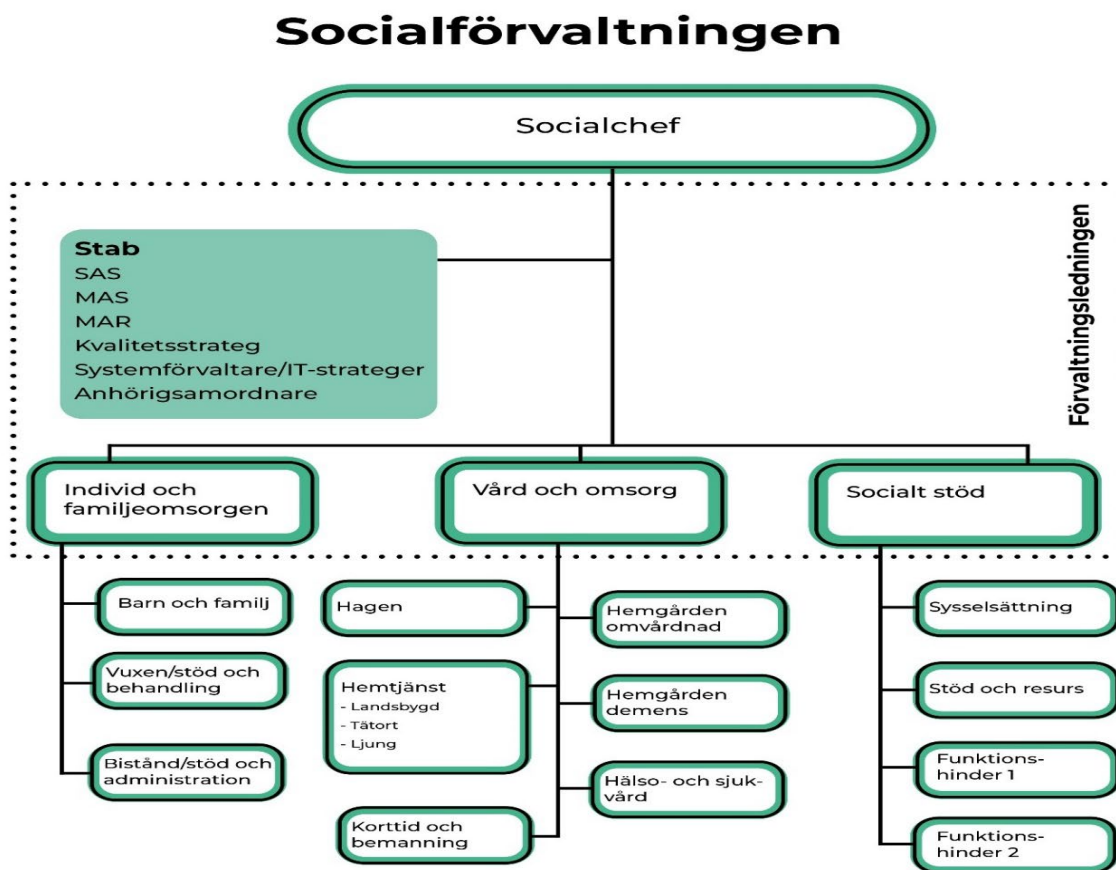 Socialförvaltningen
Socialchef
Förvaltningsledningen
Stab
SAS
MAS
MAR
Kvalitetsstrateg
Systemförvaltare/IT-strateger
Anhörigsamordnare
Individ och
familjeomsorgen
Vård och omsorg
Socialt stöd
Barn och familj
Vuxen/stöd och
behandling
Bistånd/stöd och
administration
Hagen
Hemtjänst
- Landsbygd
- Tätort
- Ljung
Korttid och
bemanning
Hemgården
omvårdnad
Hemgården
demens
Hälso- och sjuk-
vård
Sysselsättning
Stöd och resurs
Funktions-
hinder 1
Funktions-
hinder 2